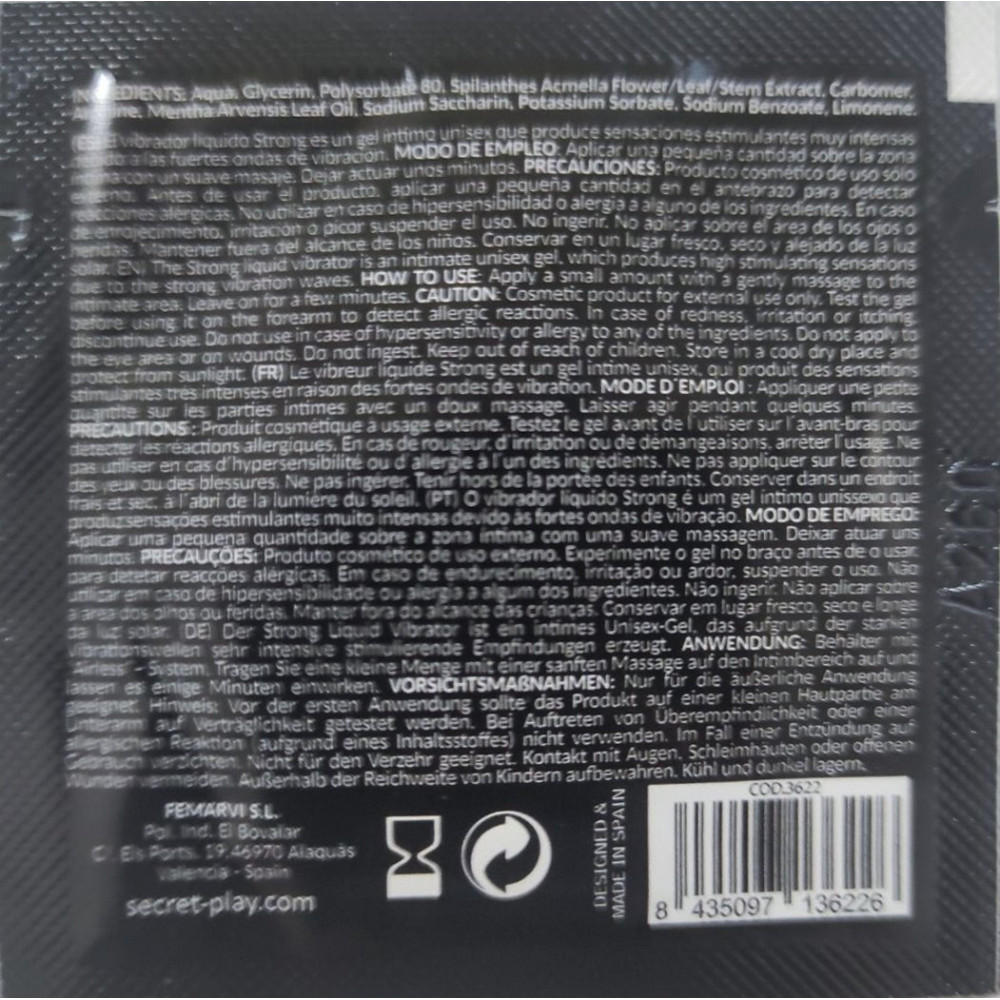 INGREDIENTS: Aqua, Glycerin, Polysorbate 80, Spilanthes Acmella Flower/Leaf/Stem Extract, Carbomer,
Mentha Arvensis Leaf Oil, Sodium Saccharin, Potassium Sorbate, Sodium Benzoate, Limonene.
vibrador líquido Strong es un gel íntimo unisex que produce sensaciones estimulantes muy intensas
a las fuertes ondas de vibración. MODO DE EMPLEO: Aplicar una pequeña cantidad sobre la zona
con un suave masaje. Dejar actuar unos minutos. PRECAUCIONES: Producto cosmético de uso sólo
Antes de usar el producto, aplicar una pequeña cantidad en el antebrazo para detectar
reacciones alérgicas. No utilizar en caso de hipersensibilidad o alergia a alguno de los ingredientes. En caso
de enrojecimiento, irritación o picor suspender el uso. No ingerir. No aplicar sobre el área de los ojos o
heridas. Mantener fuera del alcance de los niños. Conservar en un lugar fresco, seco y alejado de la luz
solar. EN) The Strong liquid vibrator is an intimate unisex gel, which produces high stimulating sensations
due to the strong vibration waves. HOW TO USE: Apply a small amount with a gently massage to the
intimate area. Leave on for a few minutes. CAUTION: Cosmetic product for external use only. Test the gel
before using it on the forearm to detect allergic reactions. In case of redness, irritation or itching,
discontinue use. Do not use in case of hypersensitivity or allergy to any of the ingredients. Do not apply to
the eye area or on wounds. Do not ingest. Keep out of reach of children. Store in a cool dry place and
protect from sunlight. (FR) Le vibreur liquide Strong est un gel intime unisex, qui produit des sensations
stimulantes très intenses en raison des fortes ondes de vibration. MODE D'EMPLOI : Appliquer une petite
quantité sur les parties intimes avec un doux massage. Laisser agir pendant quelques minutes.
PRÉCAUTIONS : Produit cosmétique à usage externe. Testez le gel avant de l'utiliser sur l'avant-bras pour
détecter les réactions allergiques. En cas de rougeur, d'irritation ou de démangeaisons, arrêter l'usage. Ne
pas utiliser en cas d'hypersensibilité ou d'allergie à l'un des ingrédients. Ne pas appliquer sur le contour
des yeux ou des blessures. Ne pas ingérer. Tenir hors de la portée des enfants. Conserver dans un endroit
frais et sec, à l'abri de la lumière du soleil. (PT) O vibrador líquido Strong é um gel íntimo unissexo que
produz sensações estimulantes muito intensas devido às fortes ondas de vibração. MODO DE EMPREGO:
Aplicar uma pequena quantidade sobre a zona íntima com uma suave massagem. Deixar atuar uns
minutos. PRECAUÇÕES: Produto cosmético de uso externo. Experimente o gel no braço antes de o usar,
para detetar reacções alérgicas. Em caso de endurecimento, irritação ou ardor, suspender o uso. Não
utilizar em caso de hipersensibilidade ou alergia a algum dos ingredientes. Não ingerir. Não aplicar sobre
a área dos olhos ou feridas. Manter fora do alcance das crianças. Conservar em lugar fresco, seco e longe
da luz solar. (DE) Der Strong Liquid Vibrator ist ein intimes Unisex-Gel, das aufgrund der starken
Vibrationswellen sehr intensive stimulierende Empfindungen erzeugt. ANWENDUNG: Behälter mit
"Airless" - System. Tragen Sie eine kleine Menge mit einer sanften Massage auf den Intimbereich auf und
lassen es einige Minuten einwirken. VORSICHTSMAßNAHMEN: Nur für die äußerliche Anwendung
geeignet. Hinweis: Vor der ersten Anwendung sollte das Produkt auf einer kleinen Hautpartie am
Unterarm auf Verträglichkeit getestet werden. Bei Auftreten von Überempfindlichkeit oder einer
allergischen Reaktion (aufgrund eines Inhaltsstoffes) nicht verwenden. Im Fall einer Entzündung auf
Gebrauch verzichten. Nicht für den Verzehr geeignet. Kontakt mit Augen, Schleimhäuten oder offenen
Wunden vermeiden. Außerhalb der Reichweite von Kindern aufbewahren. Kühl und dunkel lagern.
FEMARVI S.L.
Pol. Ind. El Bovalar
C/ Els Ports, 19.46970 Alaquàs
Valencia - Spain
secret-play.com
DESIGNED &
MADE IN SPAIN
COD.3622
8 435097 136226